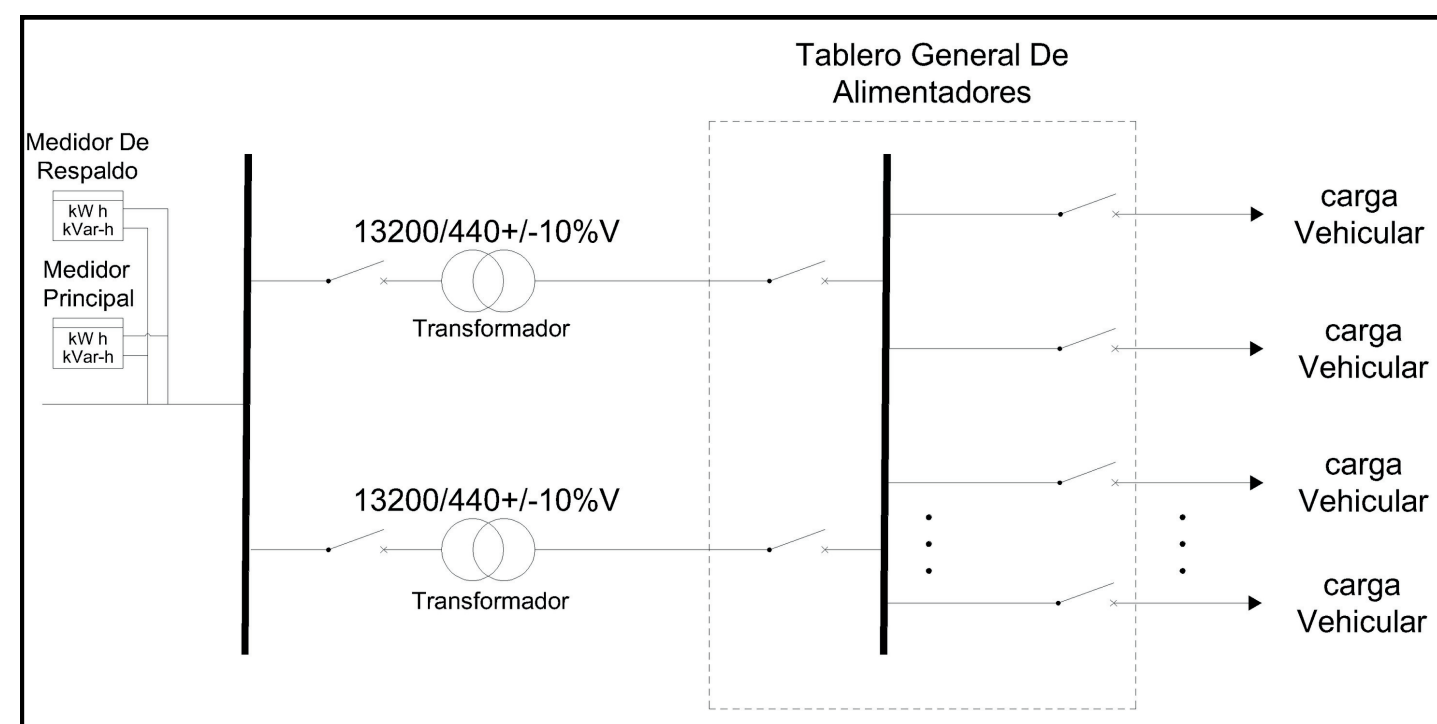 Tablero General De
Alimentadores
Medidor De
Respaldo
kW h
kVar-h
Medidor
Principal
kW h
kVar-h
13200/440+/-10%V
Transformador
13200/440+/-10%V
Transformador
carga
Vehicular
carga
Vehicular
carga
Vehicular
carga
Vehicular